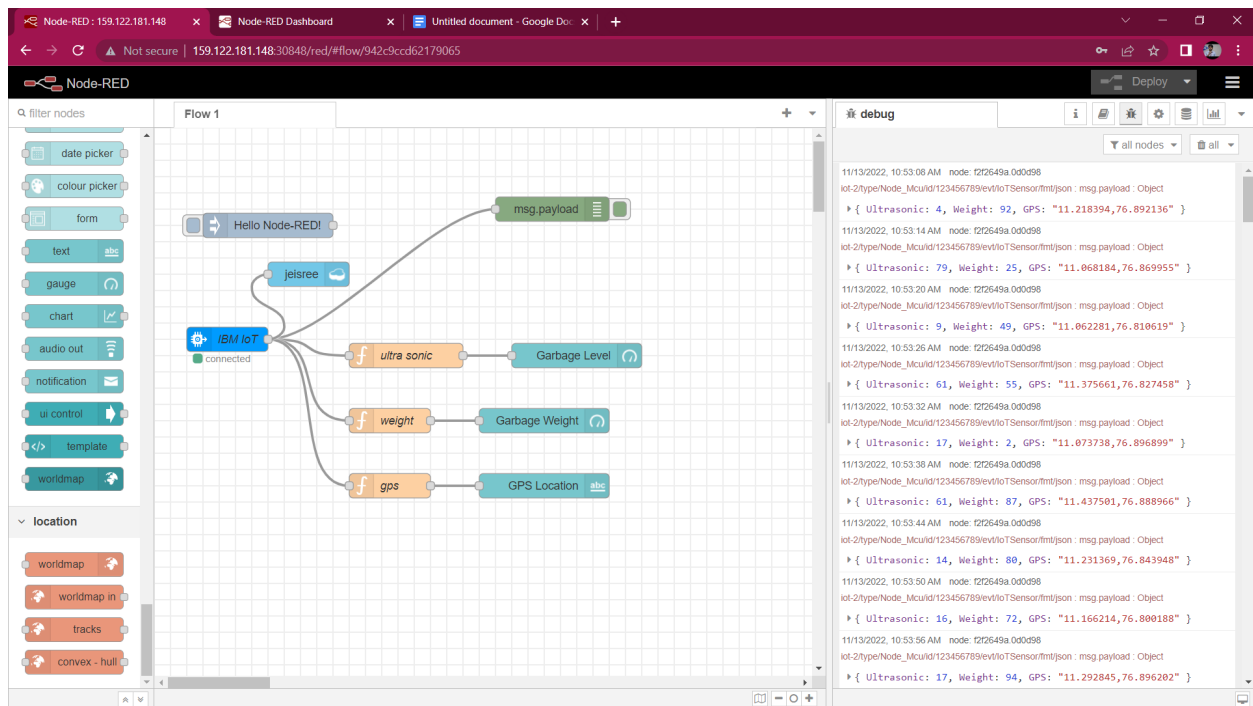 Node-RED : 159.122.181.148
Node-RED Dashboard
Untitled document - Google Doc
Not secure | 159.122.181.148:30848/red/#flow/942c9ccd62179065
Node-RED
Deploy
filter nodes
date picker
colour picker
form
text
abc
gauge
chart
audio out
notification
ui control
</> template
worldmap
location
worldmap
worldmap in
tracks
convex - hull
Flow 1
Hello Node-RED!
msg.payload
jeisree
IBM IoT
connected
f ultra sonic
Garbage Level
f weight
Garbage Weight
f gps
GPS Location abc
debug
i
all nodes
all
11/13/2022, 10:53:08 AM node: f2f2649a.0d0d98
iot-2/type/Node_Mcu/id/123456789/evt/IoTSensor/fmt/json : msg.payload : Object
{ Ultrasonic: 4, Weight: 92, GPS: "11.218394,76.892136" }
11/13/2022, 10:53:14 AM node: f2f2649a.0d0d98
iot-2/type/Node_Mcu/id/123456789/evt/IoTSensor/fmt/json : msg.payload : Object
{ Ultrasonic: 79, Weight: 25, GPS: "11.068184,76.869955" }
11/13/2022, 10:53:20 AM node: f2f2649a.0d0d98
iot-2/type/Node_Mcu/id/123456789/evt/IoTSensor/fmt/json : msg.payload : Object
{ Ultrasonic: 9, Weight: 49, GPS: "11.062281,76.810619" }
11/13/2022, 10:53:26 AM node: f2f2649a.0d0d98
iot-2/type/Node_Mcu/id/123456789/evt/IoTSensor/fmt/json : msg.payload : Object
{ Ultrasonic: 61, Weight: 55, GPS: "11.375661,76.827458" }
11/13/2022, 10:53:32 AM node: f2f2649a.0d0d98
iot-2/type/Node_Mcu/id/123456789/evt/IoTSensor/fmt/json : msg.payload : Object
{ Ultrasonic: 17, Weight: 2, GPS: "11.073738,76.896899" }
11/13/2022, 10:53:38 AM node: f2f2649a.0d0d98
iot-2/type/Node_Mcu/id/123456789/evt/IoTSensor/fmt/json : msg.payload : Object
{ Ultrasonic: 61, Weight: 87, GPS: "11.437501,76.888966" }
11/13/2022, 10:53:44 AM node: f2f2649a.0d0d98
iot-2/type/Node_Mcu/id/123456789/evt/IoTSensor/fmt/json : msg.payload : Object
{ Ultrasonic: 14, Weight: 80, GPS: "11.231369,76.843948" }
11/13/2022, 10:53:50 AM node: f2f2649a.0d0d98
iot-2/type/Node_Mcu/id/123456789/evt/IoTSensor/fmt/json : msg.payload : Object
{ Ultrasonic: 16, Weight: 72, GPS: "11.166214,76.800188" }
11/13/2022, 10:53:56 AM node: f2f2649a.0d0d98
iot-2/type/Node_Mcu/id/123456789/evt/IoTSensor/fmt/json : msg.payload : Object
{ Ultrasonic: 17, Weight: 94, GPS: "11.292845,76.896202" }